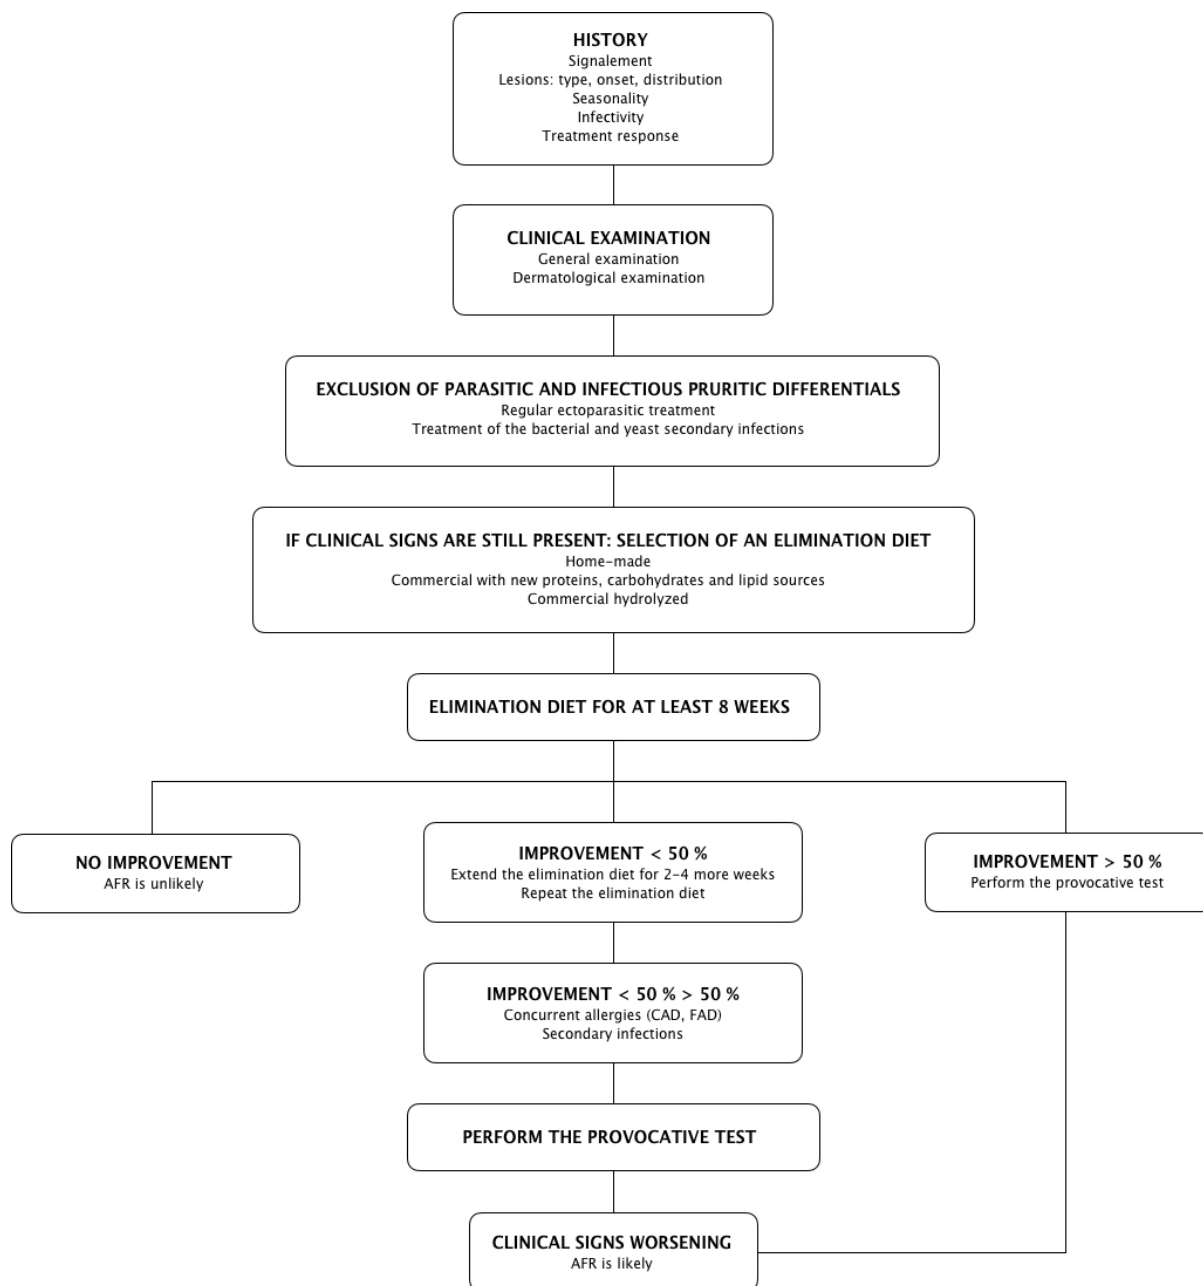 HISTORY
Signalement
Lesions: type, onset, distribution
Seasonality
Infectivity
Treatment response
CLINICAL EXAMINATION
General examination
Dermatological examination
EXCLUSION OF PARASITIC AND INFECTIOUS PRURITIC DIFFERENTIALS
Regular ectoparasitic treatment
Treatment of the bacterial and yeast secondary infections
IF CLINICAL SIGNS ARE STILL PRESENT: SELECTION OF AN ELIMINATION DIET
Home-made
Commercial with new proteins, carbohydrates and lipid sources
Commercial hydrolyzed
ELIMINATION DIET FOR AT LEAST 8 WEEKS
NO IMPROVEMENT
AFR is unlikely
IMPROVEMENT < 50 %
Extend the elimination diet for 2-4 more weeks
Repeat the elimination diet
IMPROVEMENT > 50 %
Perform the provocative test
IMPROVEMENT < 50 % > 50 %
Concurrent allergies (CAD, FAD)
Secondary infections
PERFORM THE PROVOCATIVE TEST
CLINICAL SIGNS WORSENING
AFR is likely